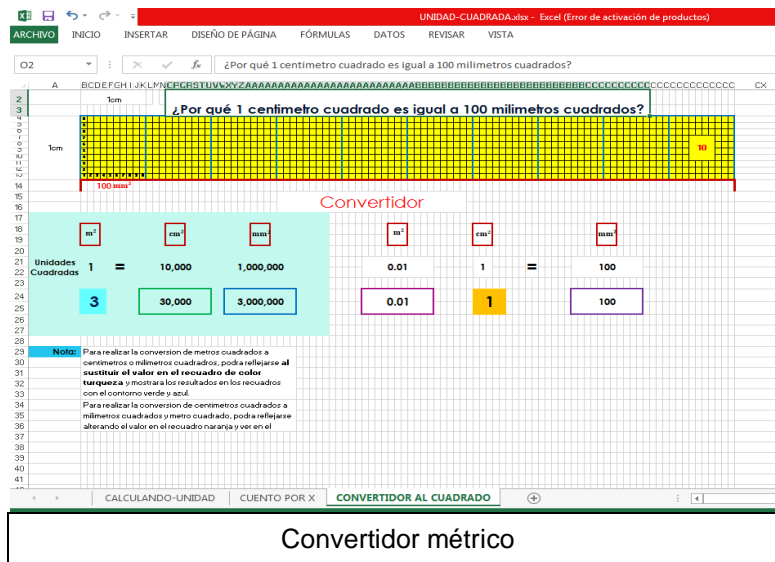 UNIDAD-CUADRADA.xlsx - Excel (Error de activación de productos)
ARCHIVO INICIO INSERTAR DISEÑO DE PÁGINA FÓRMULAS DATOS REVISAR VISTA
O2 fx ¿Por qué 1 centimetro cuadrado es igual a 100 milimetros cuadrados?
1cm
¿Por qué 1 centimetro cuadrado es igual a 100 milimetros cuadrados?
1cm 10
100 mm²
Convertidor
m² cm² mm² m² cm² mm²
Unidades
Cuadradas 1 = 10,000 1,000,000 0.01 1 = 100
3 30,000 3,000,000 0.01 1 100
Nota: Para realizar la conversion de metros cuadrados a
centimetros o milimetros cuadradros, podra reflejarse al
sustituir el valor en el recuadro de color
turqueza y mostrara los resultados en los recuadros
con el contorno verde y azul.
Para realizar la conversion de centimetros cuadrados a
milimetros cuadrados y metro cuadrado, podra reflejarse
alterando el valor en el recuadro naranja y ver en el
CALCULANDO-UNIDAD CUENTO POR X CONVERTIDOR AL CUADRADO
Convertidor métrico